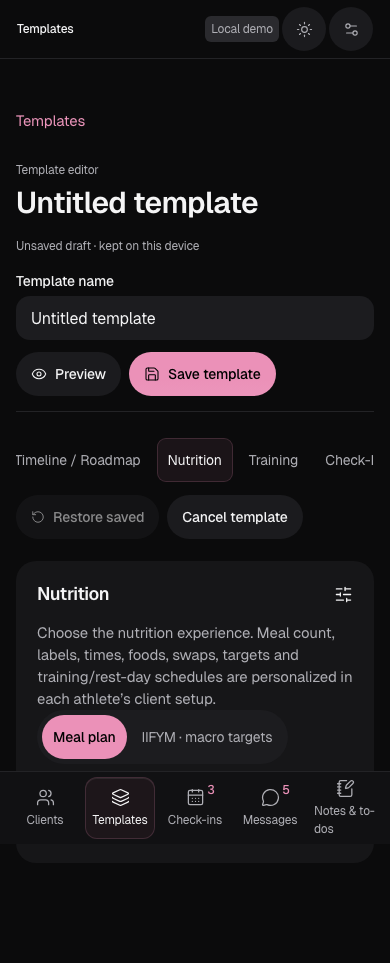 Templates
Local demo
Templates
Template editor
Untitled template
Unsaved draft · kept on this device
Template name
Untitled template
Preview
Save template
Timeline / Roadmap
Nutrition
Training
Check-I
Restore saved
Cancel template
Nutrition
Choose the nutrition experience. Meal count,
labels, times, foods, swaps, targets and
training/rest-day schedules are personalized in
each athlete's client setup.
Meal plan
IIFYM · macro targets
Clients
Templates
3
Check-ins
5
Messages
Notes & to-
dos